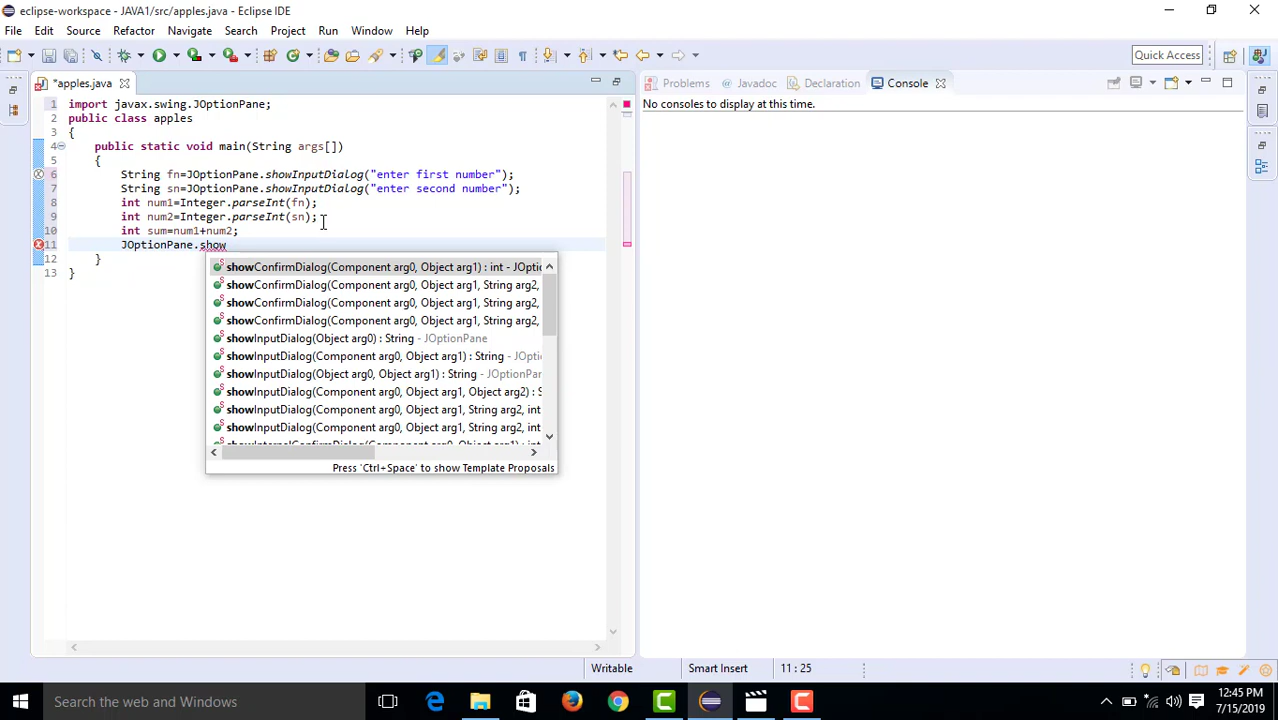 eclipse-workspace - JAVA1/src/apples.java - Eclipse IDE
File Edit Source Refactor Navigate Search Project Run Window Help
Quick Access
*apples.java
Problems Javadoc Declaration Console
No consoles to display at this time.
1 import javax.swing.JOptionPane;
2 public class apples
3 {
4 public static void main(String args[])
5 {
6 String fn=JOptionPane.showInputDialog("enter first number");
7 String sn=JOptionPane.showInputDialog("enter second number");
8 int num1=Integer.parseInt(fn);
9 int num2=Integer.parseInt(sn);
10 int sum=num1+num2;
11 JOptionPane.show
12 }
13 }
showConfirmDialog(Component arg0, Object arg1) : int - JOptio
showConfirmDialog(Component arg0, Object arg1, String arg2,
showConfirmDialog(Component arg0, Object arg1, String arg2,
showConfirmDialog(Component arg0, Object arg1, String arg2,
showInputDialog(Object arg0) : String - JOptionPane
showInputDialog(Component arg0, Object arg1) : String - JOpti
showInputDialog(Object arg0, Object arg1) : String - JOptionPan
showInputDialog(Component arg0, Object arg1, Object arg2) : S
showInputDialog(Component arg0, Object arg1, String arg2, int
showInputDialog(Component arg0, Object arg1, String arg2, int
showInternalConfirmDialog(Component arg0, Object arg1) : int
Press 'Ctrl+Space' to show Template Proposals
Writable Smart Insert 11 : 25
Search the web and Windows
12:45 PM
7/15/2019